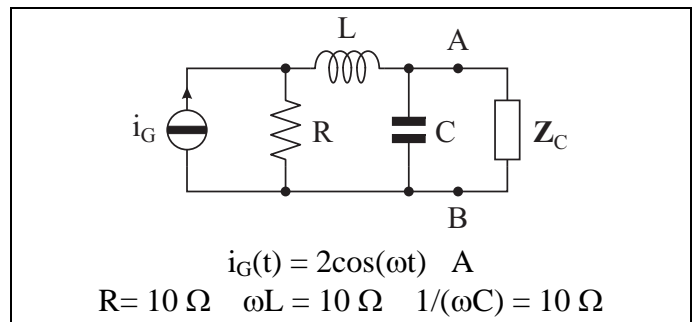 L
A
i_G
R
C
Z_C
B
i_G(t) = 2cos(ωt) A
R= 10 Ω ωL = 10 Ω 1/(ωC) = 10 Ω